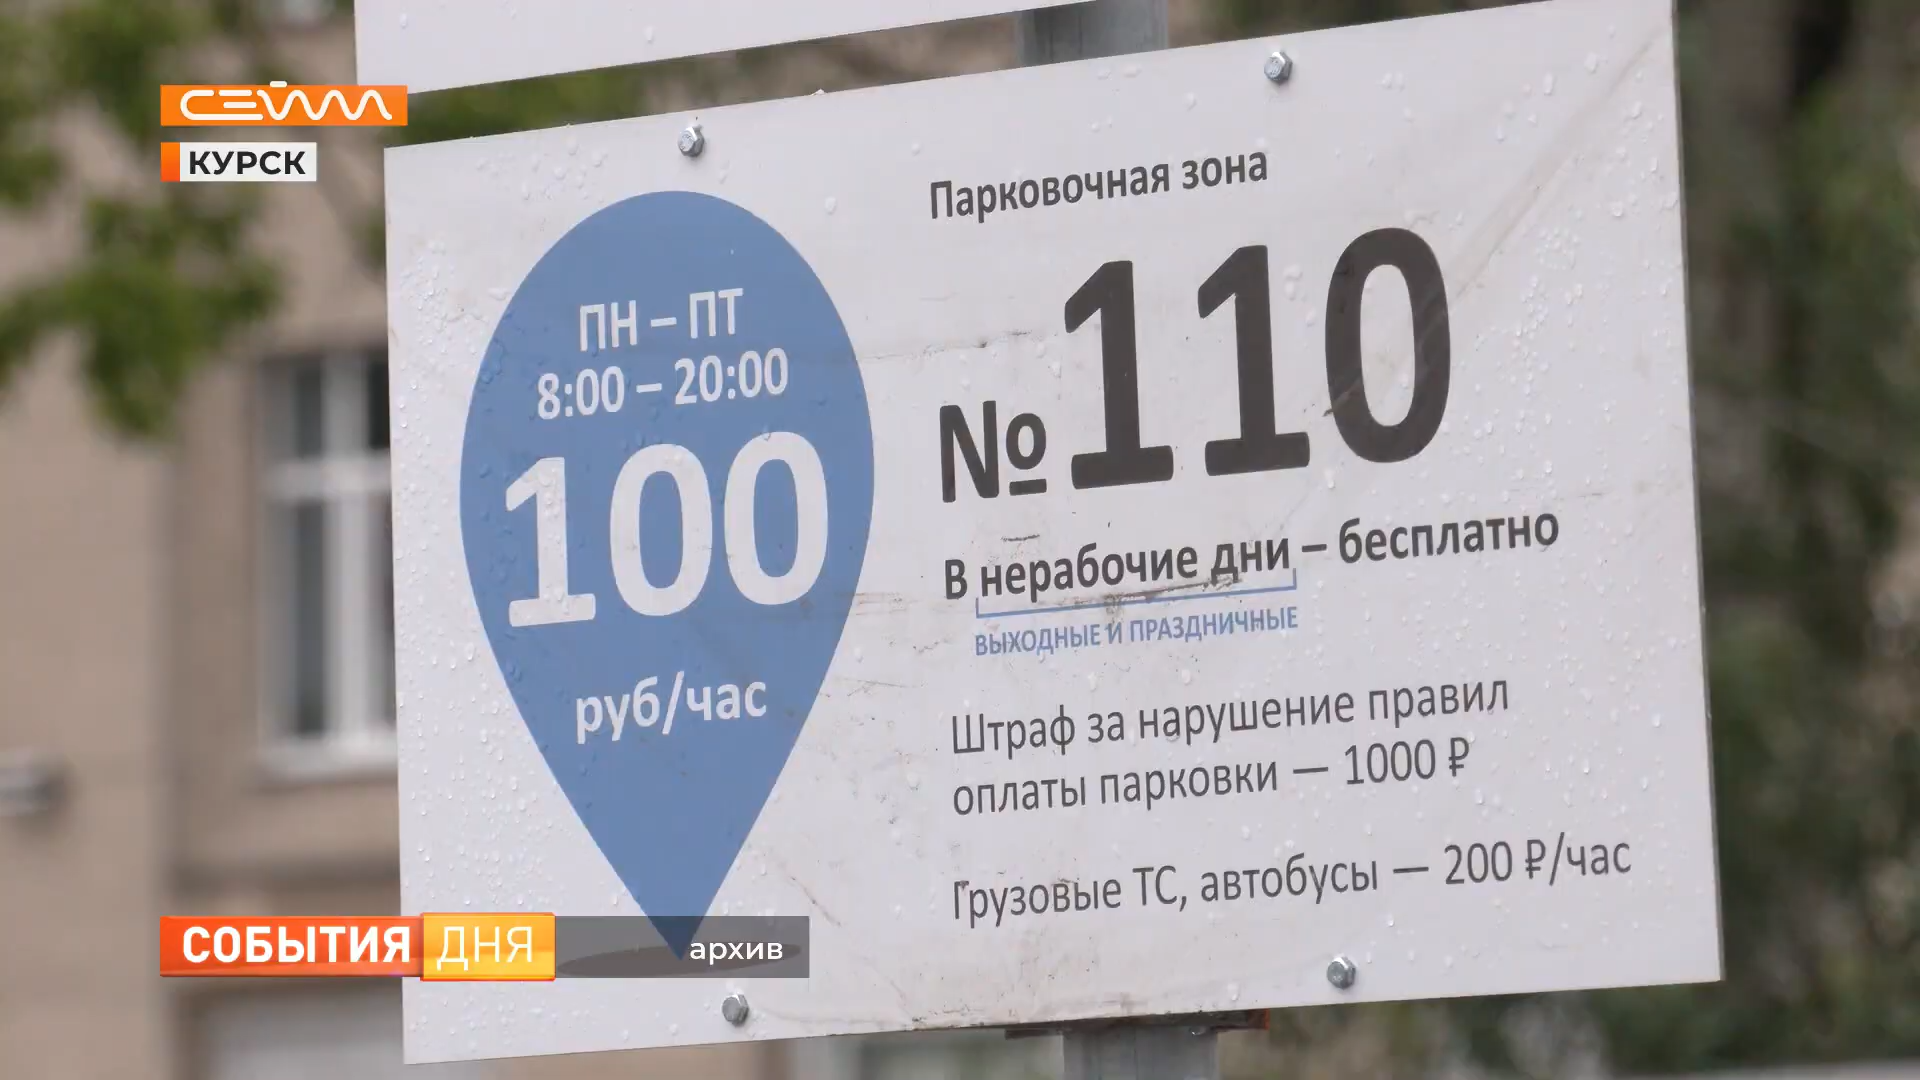 СЕЙМ
КУРСК
Парковочная зона
№110
В нерабочие дни – бесплатно
ВЫХОДНЫЕ И ПРАЗДНИЧНЫЕ
Штраф за нарушение правил
оплаты парковки — 1000 ₽
Грузовые ТС, автобусы — 200 ₽/час
ПН – ПТ
8:00 – 20:00
100
руб/час
СОБЫТИЯ ДНЯ
архив